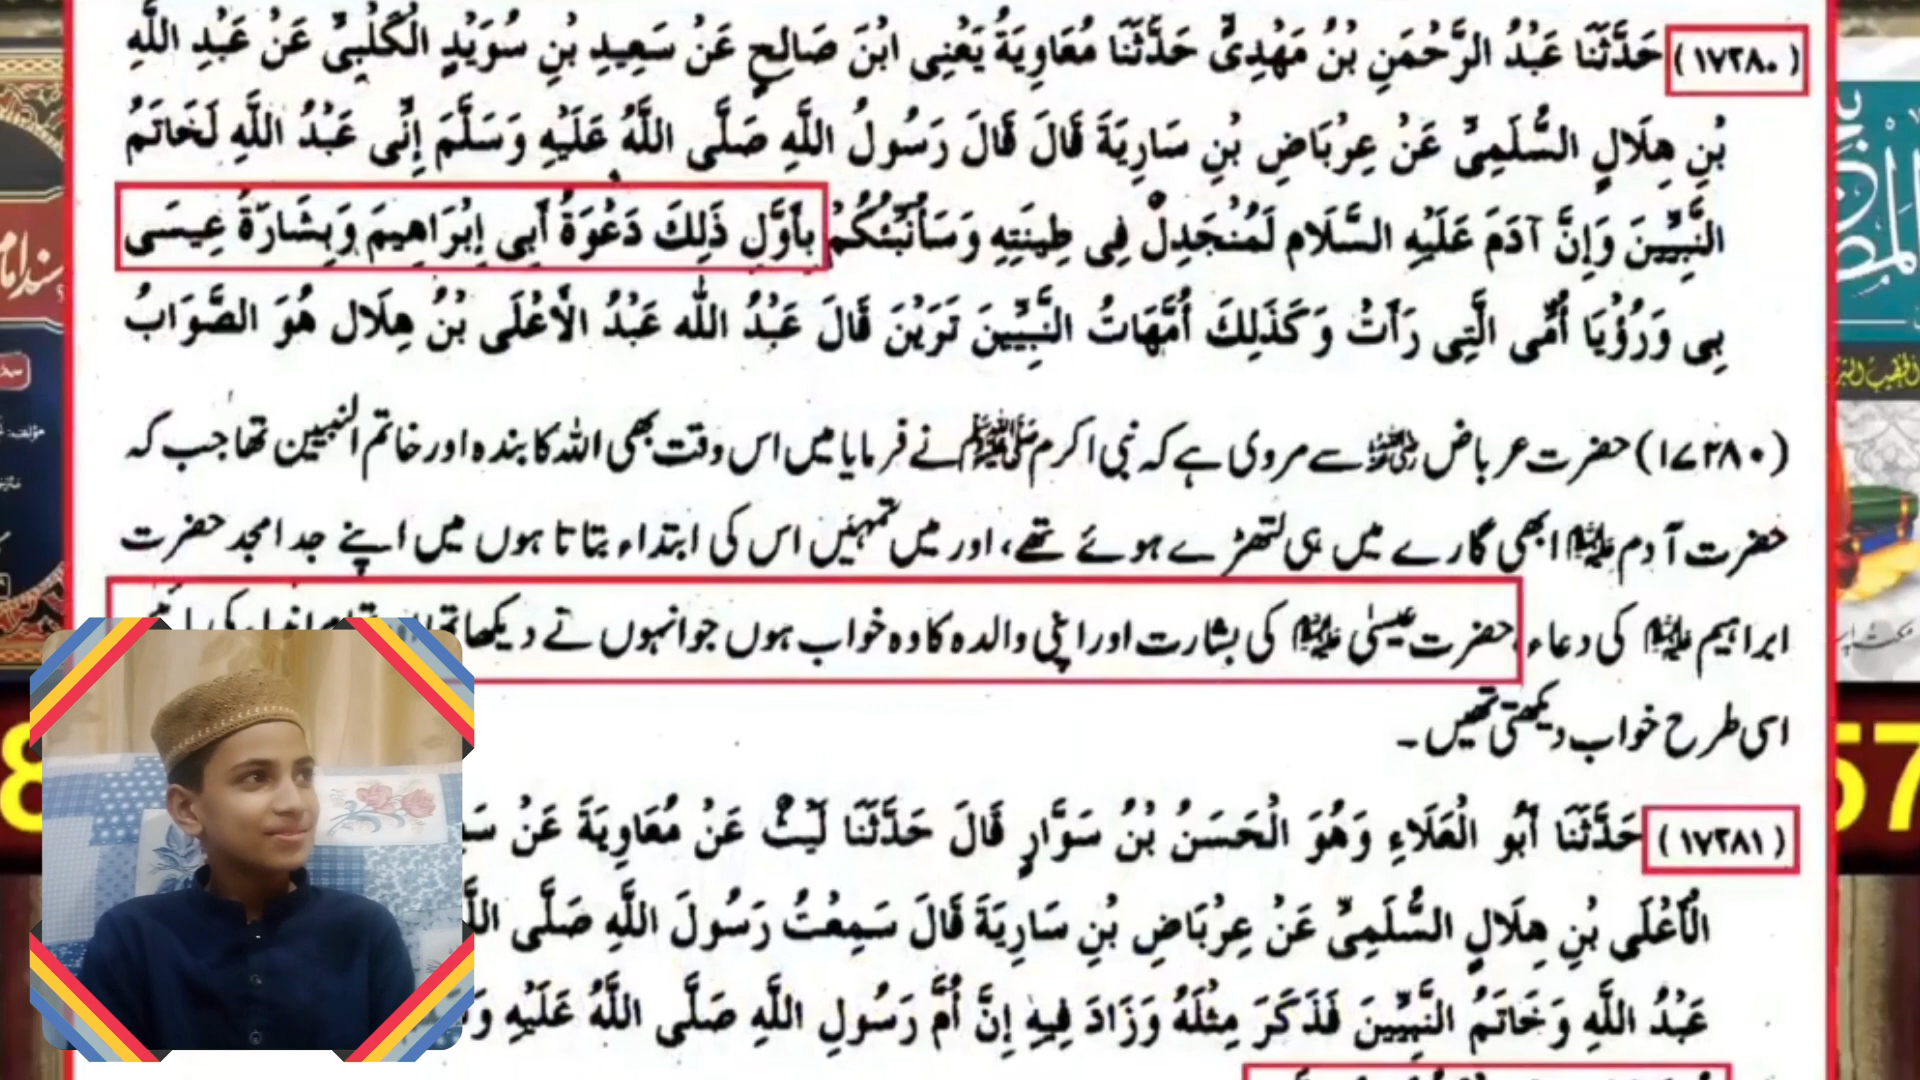 (١٧٢٨٠) حَدَّثَنَا عَبْدُ الرَّحْمَنِ بْنُ مَهْدِىٍّ حَدَّثَنَا مُعَاوِيَةُ يَعْنِى ابْنَ صَالِحٍ عَنْ سَعِيدِ بْنِ سُوَيْدٍ الْكَلْبِىِّ عَنْ عَبْدِ اللَّهِ
بْنِ هِلَالٍ السُّلَمِىِّ عَنْ عِرْبَاضِ بْنِ سَارِيَةَ قَالَ قَالَ رَسُولُ اللَّهِ صَلَّى اللَّهُ عَلَيْهِ وَسَلَّمَ إِنِّى عَبْدُ اللَّهِ لَخَاتَمُ
النَّبِيِّينَ وَإِنَّ آدَمَ عَلَيْهِ السَّلَام لَمُنْجَدِلٌ فِى طِينَتِهِ وَسَأُنَبِّئُكُمْ بِأَوَّلِ ذَلِكَ دَعْوَةُ أَبِى إِبْرَاهِيمَ وَبِشَارَةُ عِيسَى
بِى وَرُؤْيَا أُمِّى الَّتِى رَأَتْ وَكَذَلِكَ أُمَّهَاتُ النَّبِيِّينَ تَرَيْنَ قَالَ عَبْدُ اللَّه عَبْدُ الْأَعْلَى بْنُ هِلَال هُوَ الصَّوَابُ
(۱۷۲۸۰) حضرت عرباض رضی اللہ عنہ سے مروی ہے کہ نبی اکرم ﷺ نے فرمایا میں اس وقت بھی اللہ کا بندہ اور خاتم النبیین تھا جب کہ
حضرت آدم علیہ السلام ابھی گارے میں ہی لتھڑے ہوئے تھے، اور میں تمہیں اس کی ابتداء بتاتا ہوں میں اپنے جد امجد حضرت
ابراہیم علیہ السلام کی دعاء، حضرت عیسیٰ علیہ السلام کی بشارت اور اپنی والدہ کا وہ خواب ہوں جو انہوں نے دیکھا تھا
اسی طرح خواب دیکھتی تھیں۔
(١٧٢٨١) حَدَّثَنَا أَبُو الْعَلَاءِ وَهُوَ الْحَسَنُ بْنُ سَوَّارٍ قَالَ حَدَّثَنَا لَيْثٌ عَنْ مُعَاوِيَةَ عَنْ
الْأَعْلَى بْنِ هِلَالٍ السُّلَمِىِّ عَنْ عِرْبَاضِ بْنِ سَارِيَةَ قَالَ سَمِعْتُ رَسُولَ اللَّهِ صَلَّى
عَبْدُ اللَّهِ وَخَاتَمُ النَّبِيِّينَ فَذَكَرَ مِثْلَهُ وَزَادَ فِيهِ إِنَّ أُمَّ رَسُولِ اللَّهِ صَلَّى اللَّهُ عَلَيْهِ